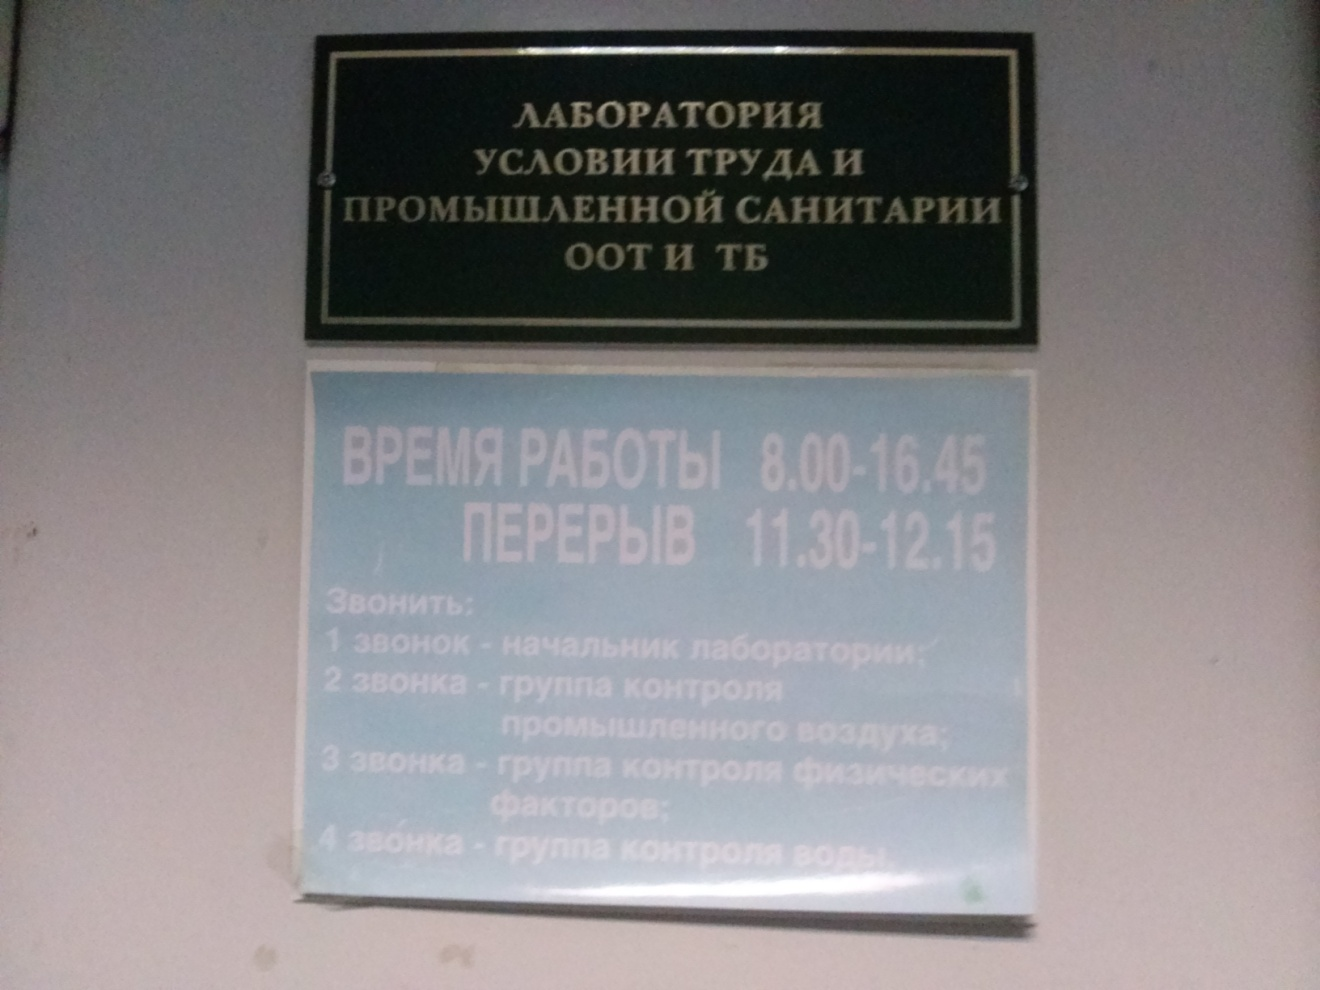 ЛАБОРАТОРИЯ
УСЛОВИИ ТРУДА И
ПРОМЫШЛЕННОЙ САНИТАРИИ
ООТ И ТБ
ВРЕМЯ РАБОТЫ 8.00-16.45
ПЕРЕРЫВ 11.30-12.15
Звонить:
1 звонок - начальник лаборатории;
2 звонка - группа контроля
промышленного воздуха;
3 звонка - группа контроля физических
факторов;
4 звонка - группа контроля воды.